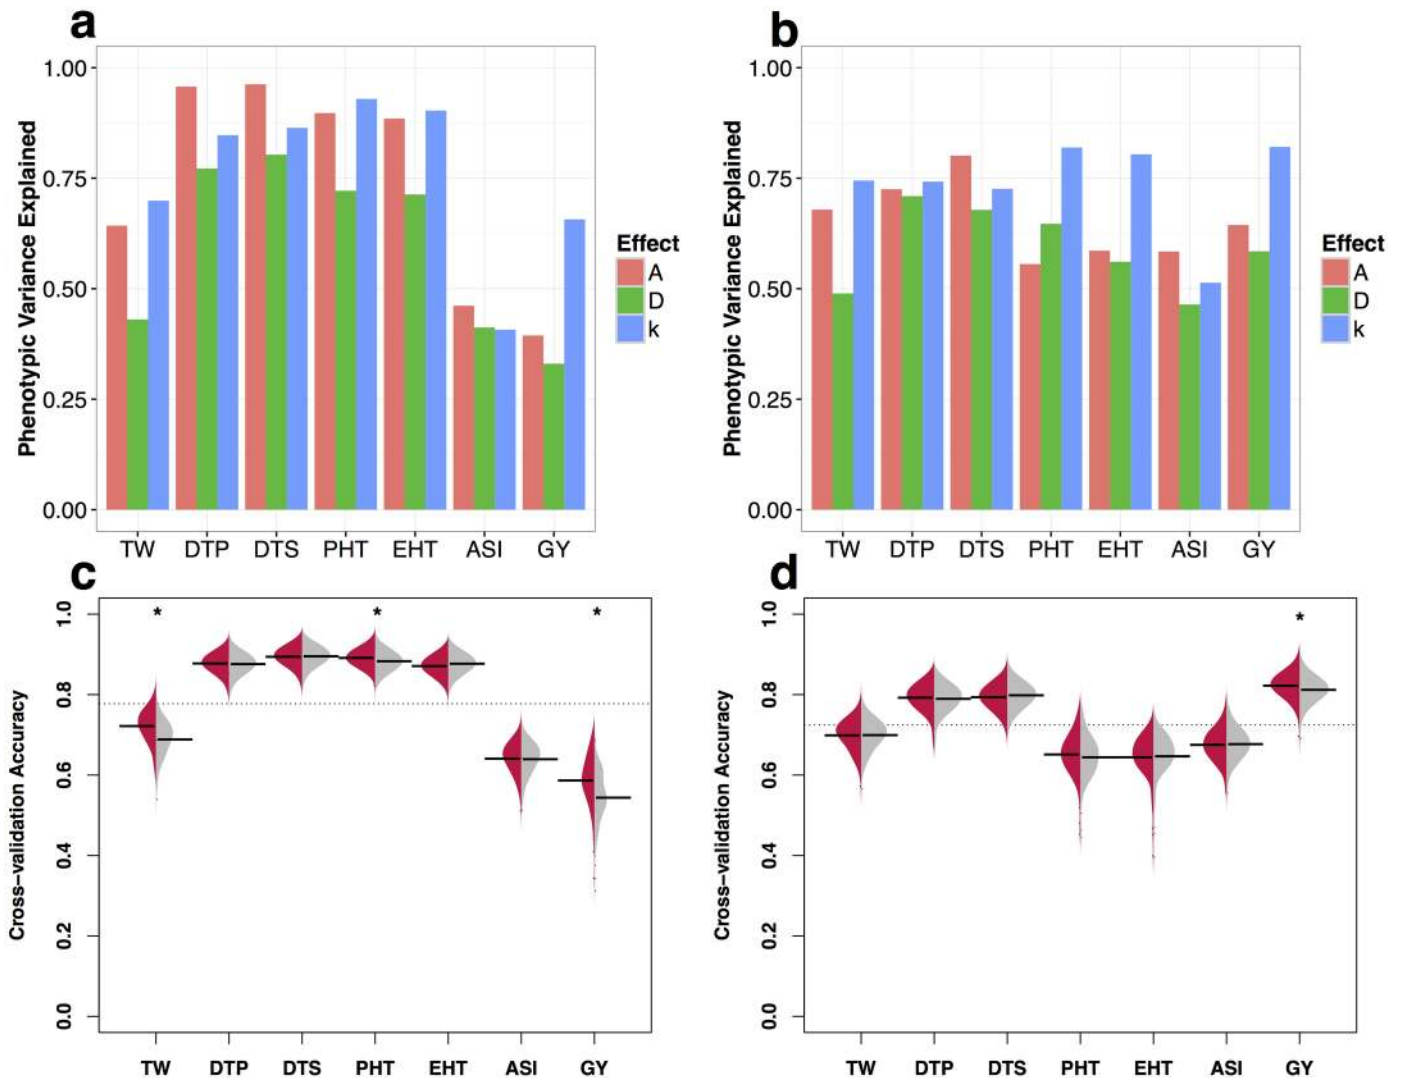 a
Phenotypic Variance Explained
1.00
0.75
0.50
0.25
0.00
TW DTP DTS PHT EHT ASI GY
Effect
A
D
k
b
Phenotypic Variance Explained
1.00
0.75
0.50
0.25
0.00
TW DTP DTS PHT EHT ASI GY
Effect
A
D
k
c
Cross-validation Accuracy
1.0
0.8
0.6
0.4
0.2
0.0
* * *
TW DTP DTS PHT EHT ASI GY
d
Cross-validation Accuracy
1.0
0.8
0.6
0.4
0.2
0.0
*
TW DTP DTS PHT EHT ASI GY